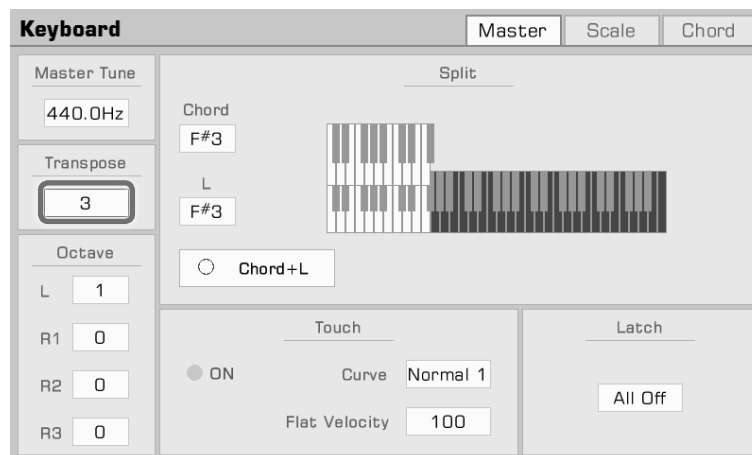 Keyboard
Master Scale Chord
Master Tune
440.0Hz
Transpose
3
Octave
L 1
R1 0
R2 0
R3 0
Split
Chord
F#3
L
F#3
Chord+L
Touch
ON
Curve Normal 1
Flat Velocity 100
Latch
All Off